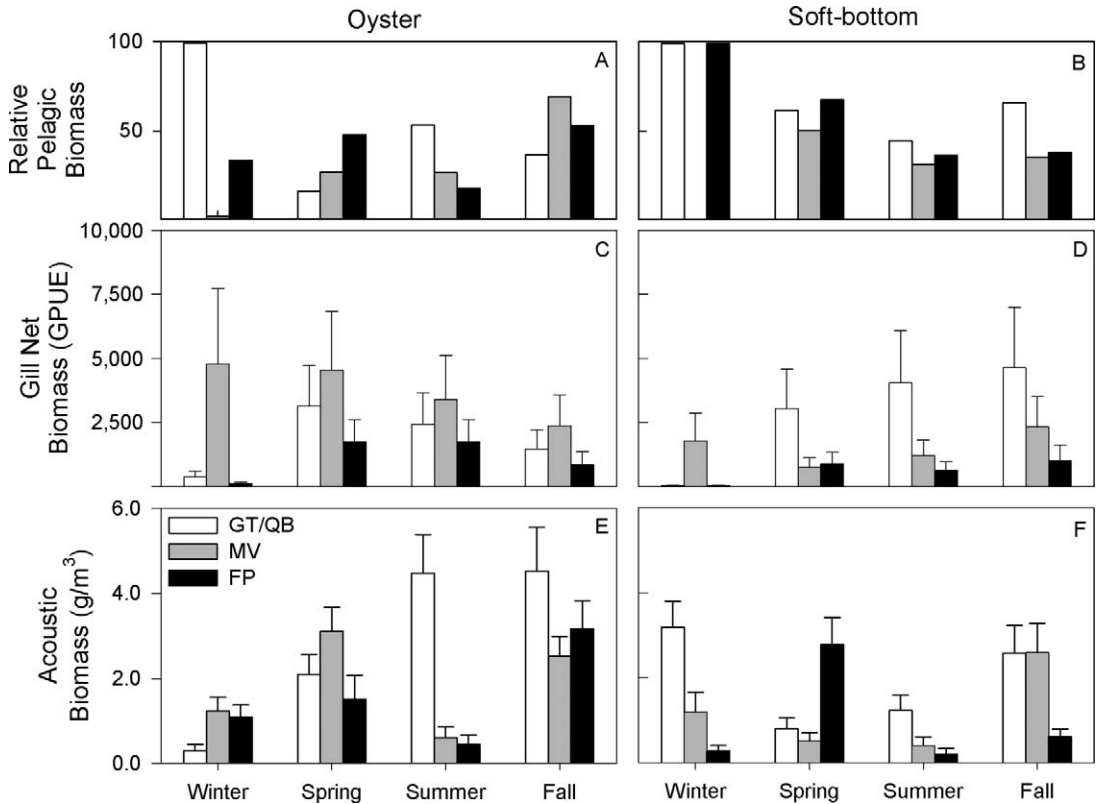 Oyster
Soft-bottom
Relative
Pelagic
Biomass
100
50
A
B
Gill Net
Biomass (GPUE)
10,000
7,500
5,000
2,500
C
D
Acoustic
Biomass (g/m³)
6.0
4.0
2.0
0.0
GT/QB
MV
FP
E
F
Winter Spring Summer Fall
Winter Spring Summer Fall